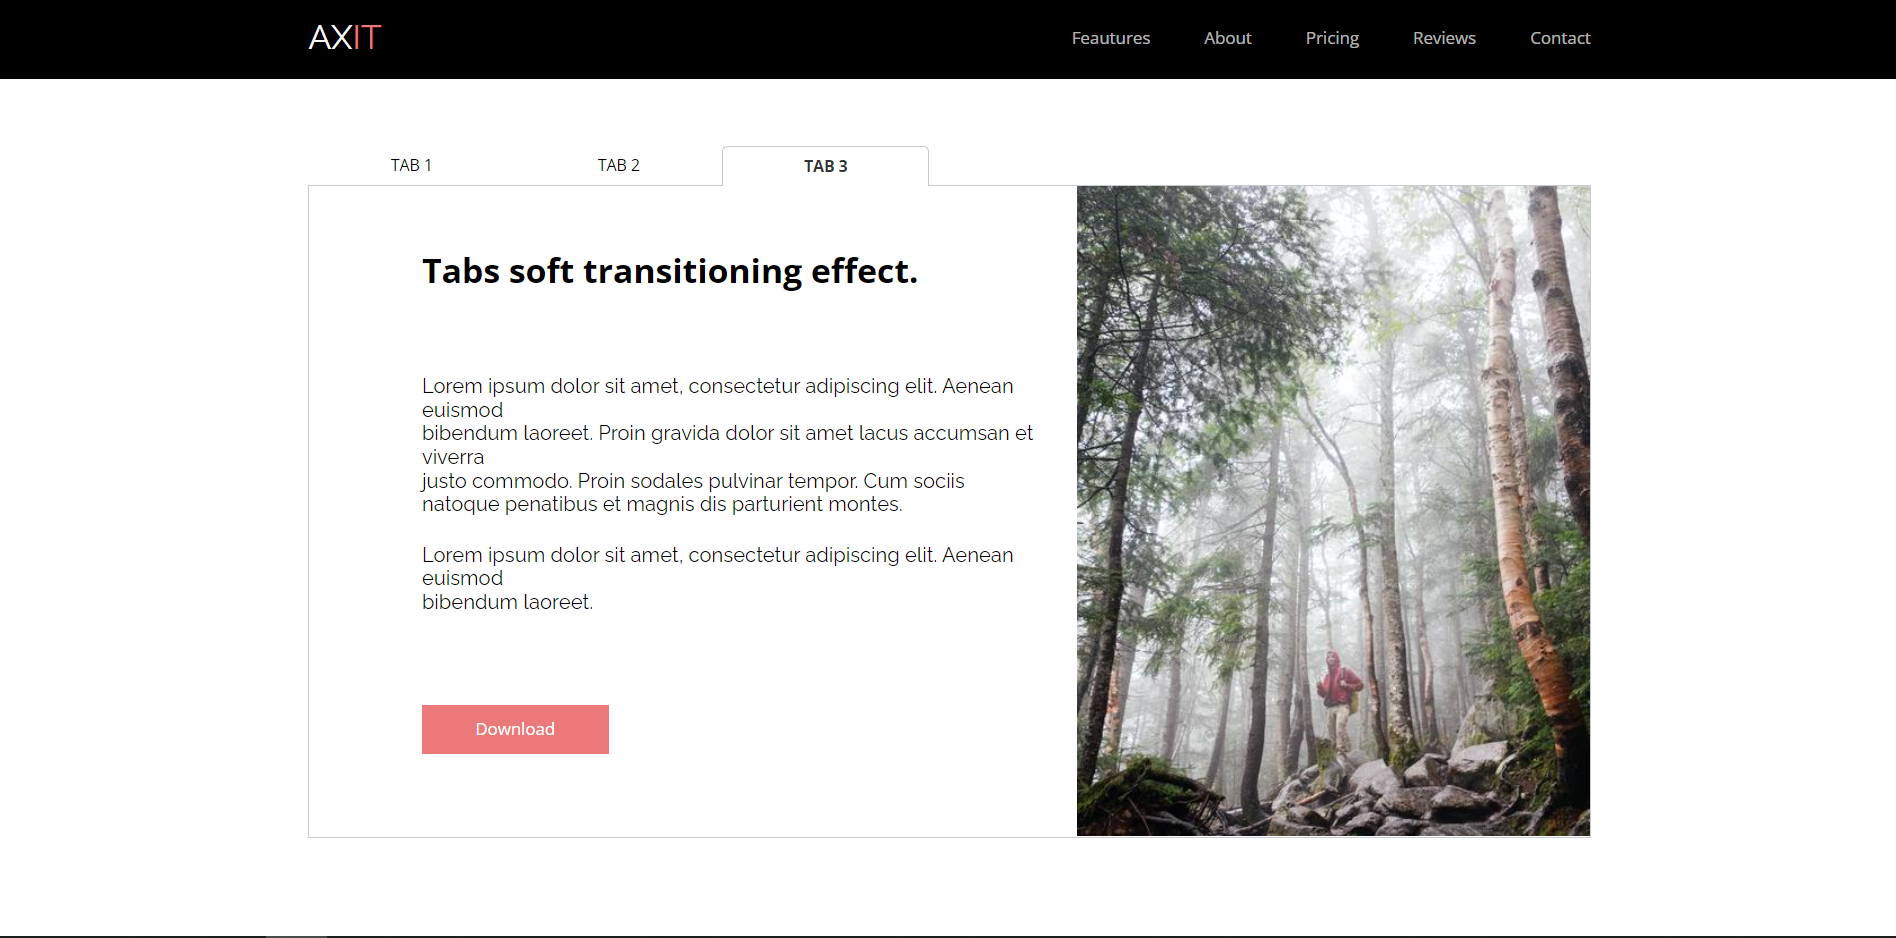 AXIT
Feautures
About
Pricing
Reviews
Contact
TAB 1
TAB 2
TAB 3
Tabs soft transitioning effect.
Lorem ipsum dolor sit amet, consectetur adipiscing elit. Aenean
euismod
bibendum laoreet. Proin gravida dolor sit amet lacus accumsan et
viverra
justo commodo. Proin sodales pulvinar tempor. Cum sociis
natoque penatibus et magnis dis parturient montes.
Lorem ipsum dolor sit amet, consectetur adipiscing elit. Aenean
euismod
bibendum laoreet.
Download